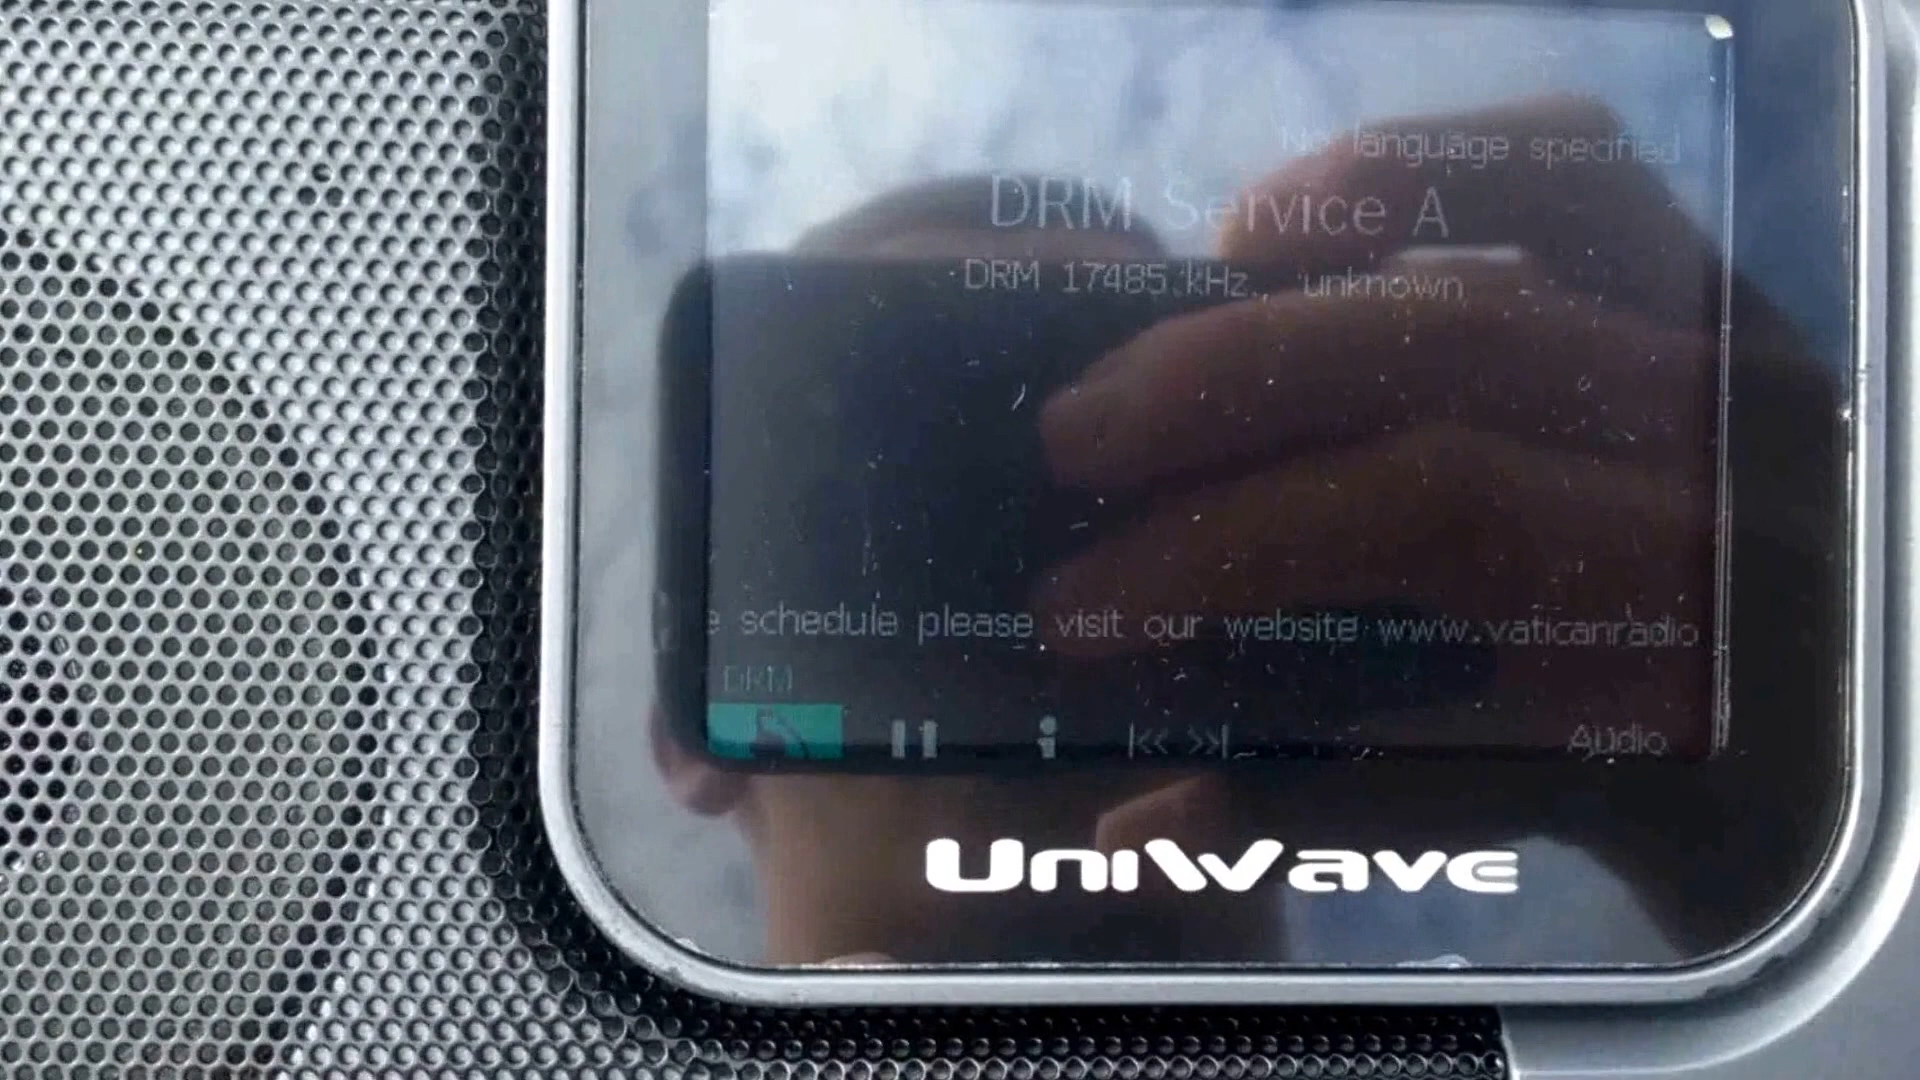 No language specified
DRM Service A
DRM 17485 kHz, unknown
e schedule please visit our website www.vaticanradio
DRM
Audio
UniWave